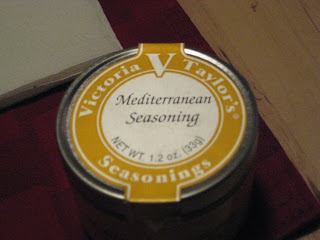 Victoria V Taylor's®
Mediterranean
Seasoning
NET WT. 1.2 oz. (33g)
Seasonings